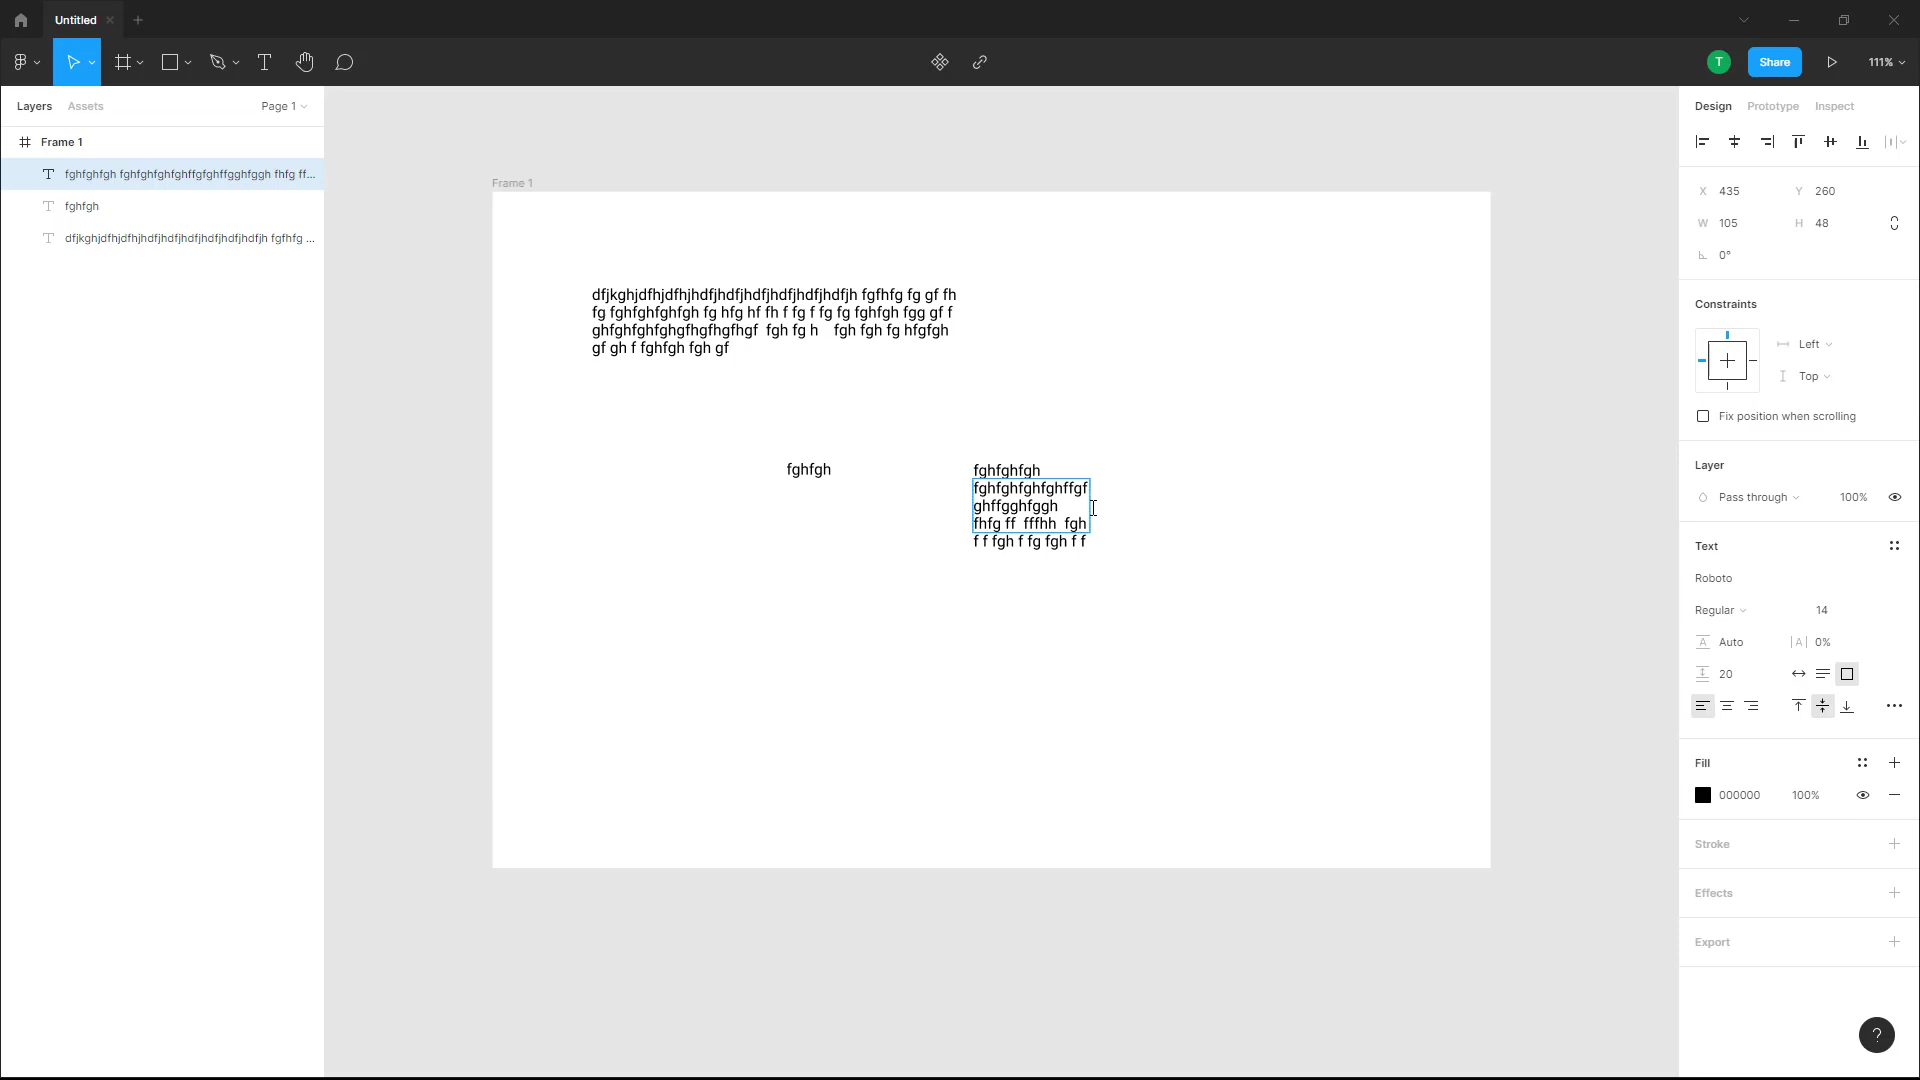 Untitled
T
Share
111%
Layers
Assets
Page 1
Design
Prototype
Inspect
Frame 1
fghfghfgh fghfghfghfghffgfghffgghfggh fhfg ff...
fghfgh
dfjkghjdfhjdfhjhdfjhdfjhdfjhdfjhdfjhdfjh fgfhfg ...
Frame 1
dfjkghjdfhjdfhjhdfjhdfjhdfjhdfjhdfjhdfjh fgfhfg fg gf fh
fg fghfghfghfgh fg hfg hf fh f fg f fg fg fghfgh fgg gf f
ghfghfghfghgfhgfhgfhgf fgh fg h fgh fgh fg hfgfgh
gf gh f fghfgh fgh gf
fghfgh
fghfghfgh
fghfghfghfghffgf
ghffgghfggh
fhfg ff fffhh fgh
f f fgh f fg fgh f f
X 435 Y 260
W 105 H 48
0°
Constraints
Left
Top
Fix position when scrolling
Layer
Pass through 100%
Text
Roboto
Regular 14
A Auto |A| 0%
20
Fill
000000 100%
Stroke
Effects
Export
?